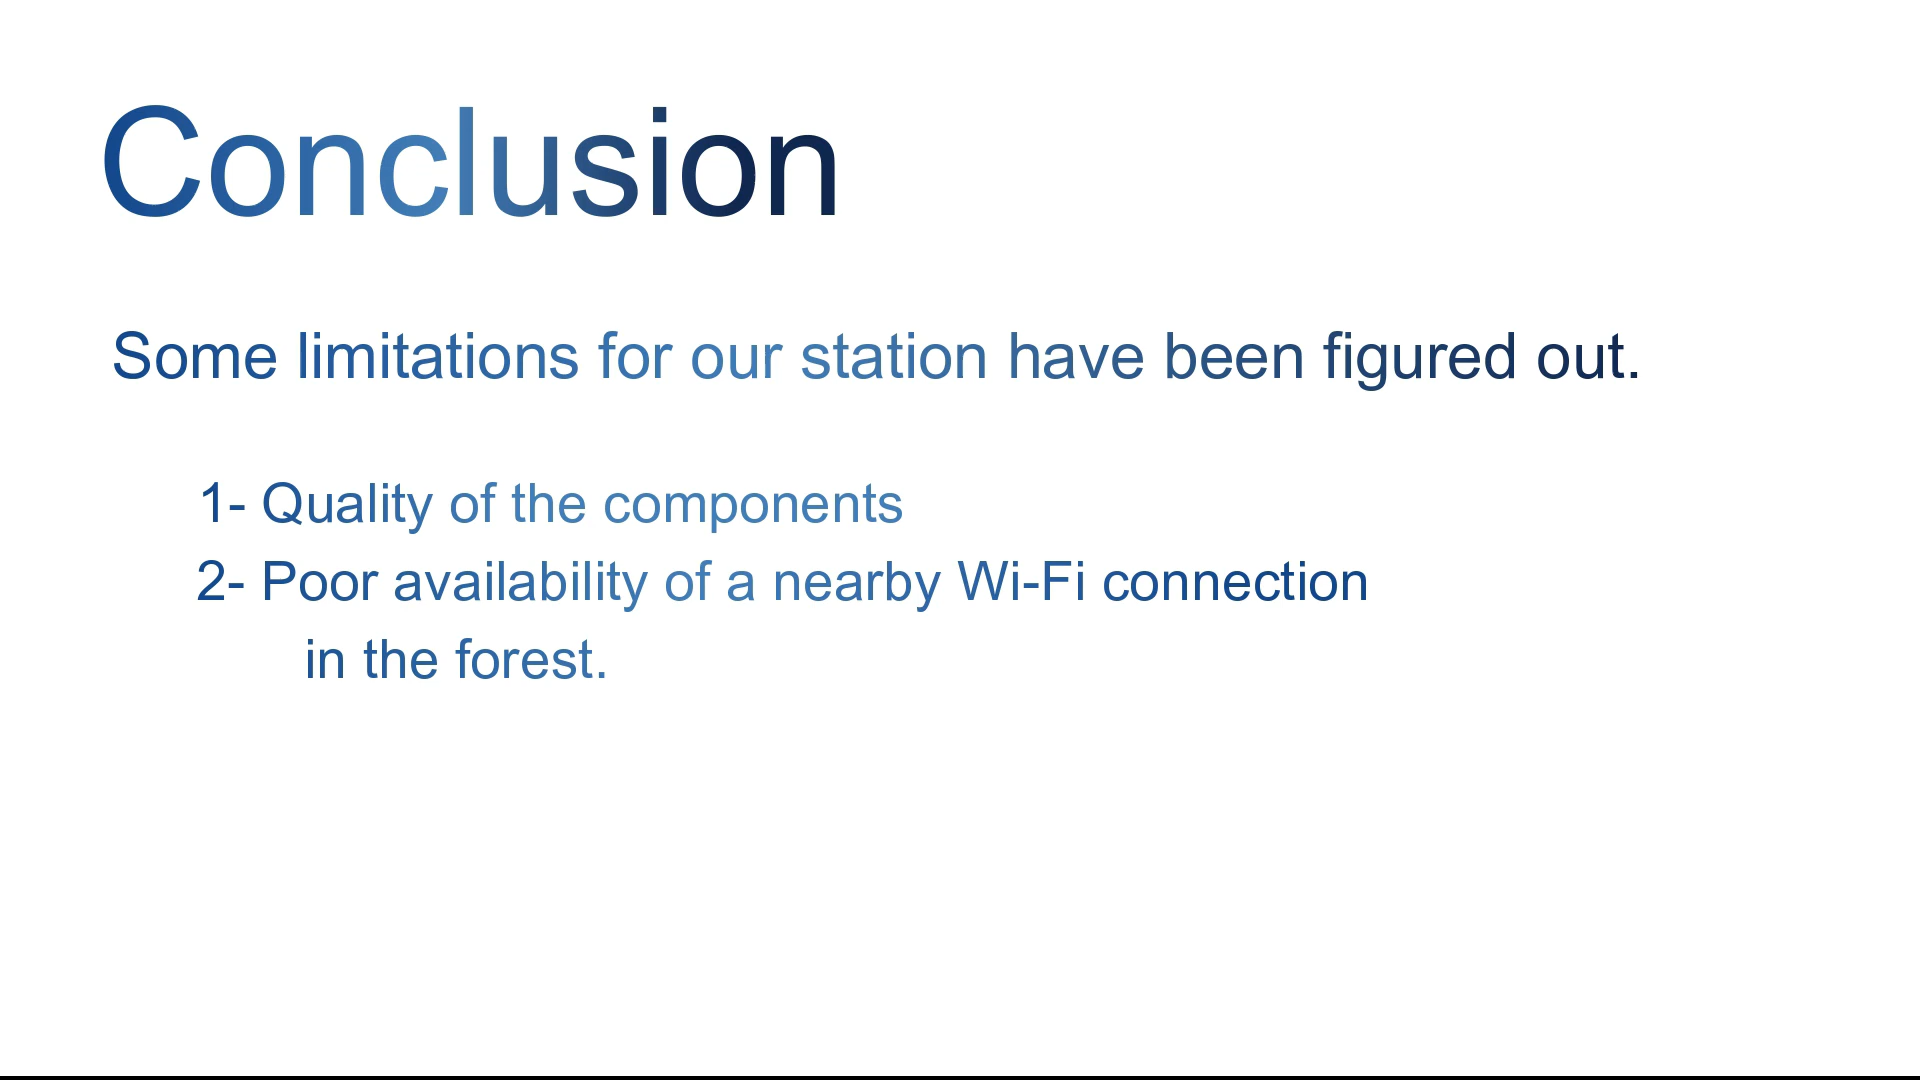 Conclusion
Some limitations for our station have been figured out.
1- Quality of the components
2- Poor availability of a nearby Wi-Fi connection
in the forest.